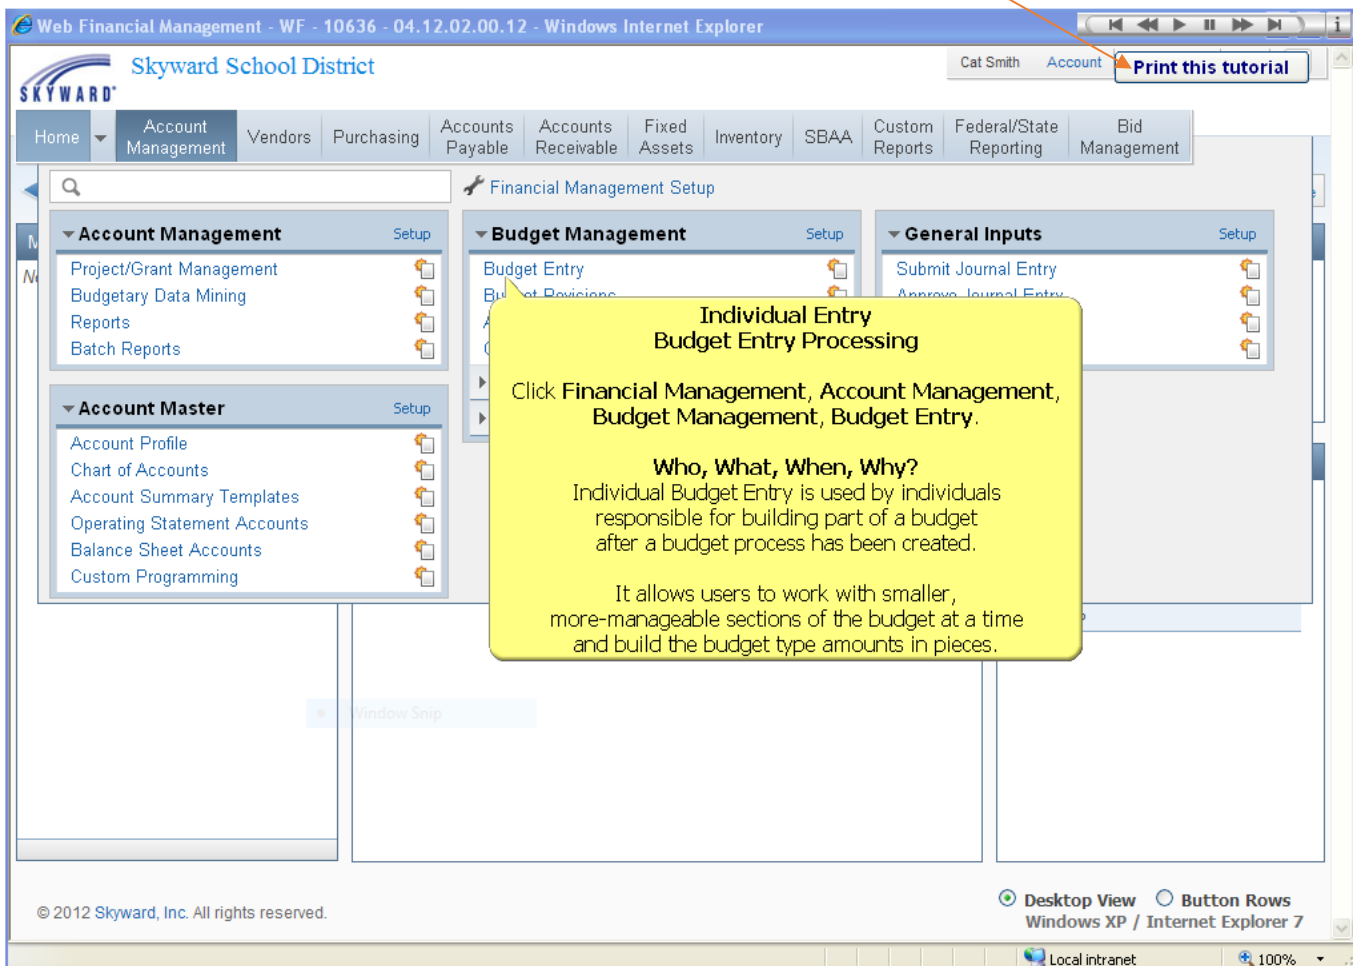 Web Financial Management - WF - 10636 - 04.12.02.00.12 - Windows Internet Explorer
i
SKYWARD
Skyward School District
Cat Smith
Account
Print this tutorial
Home
Account Management
Vendors
Purchasing
Accounts Payable
Accounts Receivable
Fixed Assets
Inventory
SBAA
Custom Reports
Federal/State Reporting
Bid Management
Financial Management Setup
Account Management
Setup
Project/Grant Management
Budgetary Data Mining
Reports
Batch Reports
Account Master
Setup
Account Profile
Chart of Accounts
Account Summary Templates
Operating Statement Accounts
Balance Sheet Accounts
Custom Programming
Budget Management
Setup
Budget Entry
Budget Revisions
General Inputs
Setup
Submit Journal Entry
Approve Journal Entry
Individual Entry
Budget Entry Processing
Click Financial Management, Account Management,
Budget Management, Budget Entry.
Who, What, When, Why?
Individual Budget Entry is used by individuals
responsible for building part of a budget
after a budget process has been created.
It allows users to work with smaller,
more-manageable sections of the budget at a time
and build the budget type amounts in pieces.
Window Snip
© 2012 Skyward, Inc. All rights reserved.
Desktop View
Button Rows
Windows XP / Internet Explorer 7
Local intranet
100%